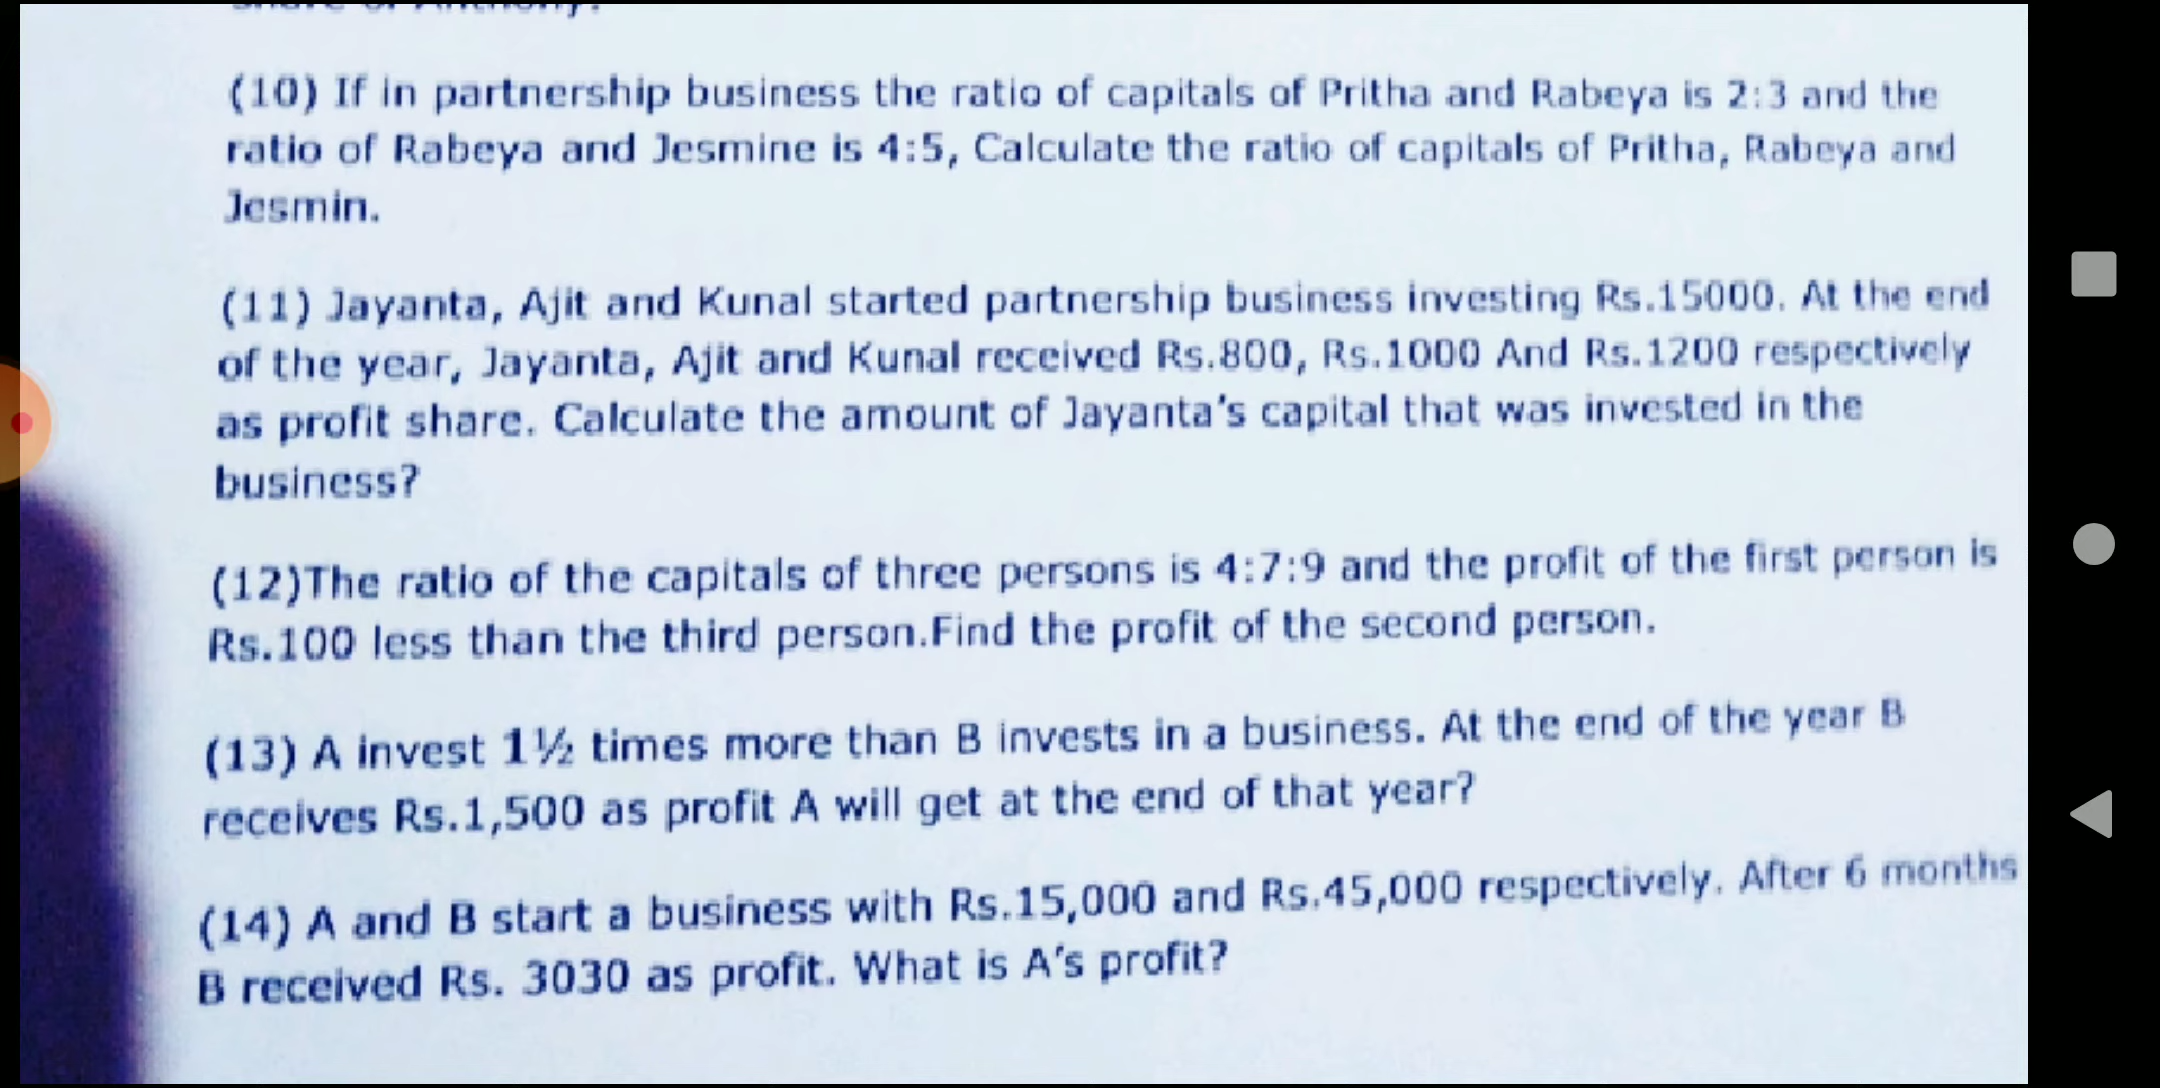 (10) If in partnership business the ratio of capitals of Pritha and Rabeya is 2:3 and the
ratio of Rabeya and Jesmine is 4:5, Calculate the ratio of capitals of Pritha, Rabeya and
Jesmin.
(11) Jayanta, Ajit and Kunal started partnership business investing Rs.15000. At the end
of the year, Jayanta, Ajit and Kunal received Rs.800, Rs.1000 And Rs.1200 respectively
as profit share. Calculate the amount of Jayanta's capital that was invested in the
business?
(12)The ratio of the capitals of three persons is 4:7:9 and the profit of the first person is
Rs.100 less than the third person.Find the profit of the second person.
(13) A invest 1½ times more than B invests in a business. At the end of the year B
receives Rs.1,500 as profit A will get at the end of that year?
(14) A and B start a business with Rs.15,000 and Rs.45,000 respectively. After 6 months
B received Rs. 3030 as profit. What is A's profit?